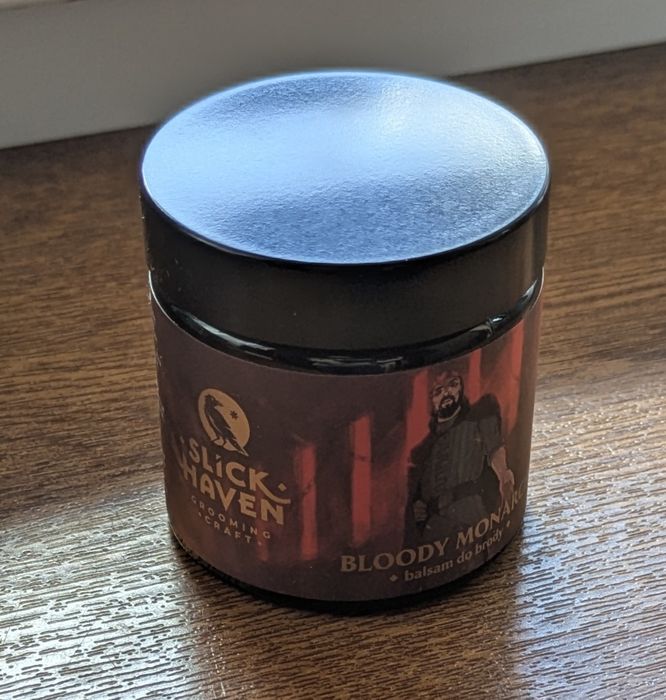 SLiCK
HAVEN
GROOMING
CRAFT
BLOODY MONARC
balsam do brody